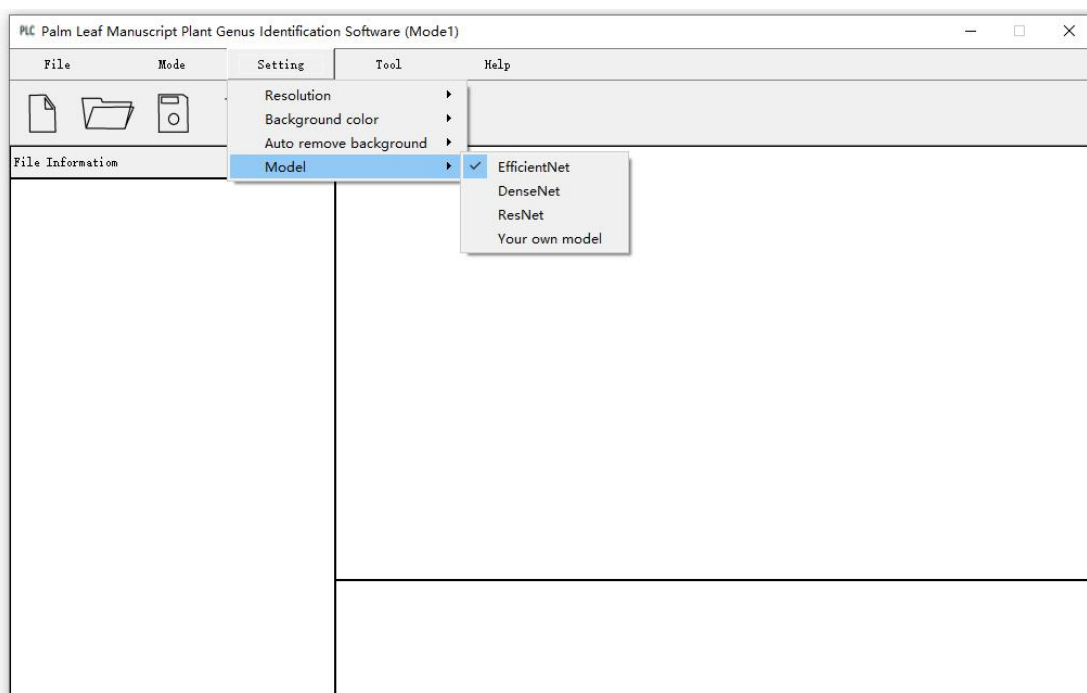 PLC Palm Leaf Manuscript Plant Genus Identification Software (Mode1)
File Mode Setting Tool Help
Resolution
Background color
Auto remove background
File Information
Model
EfficientNet
DenseNet
ResNet
Your own model